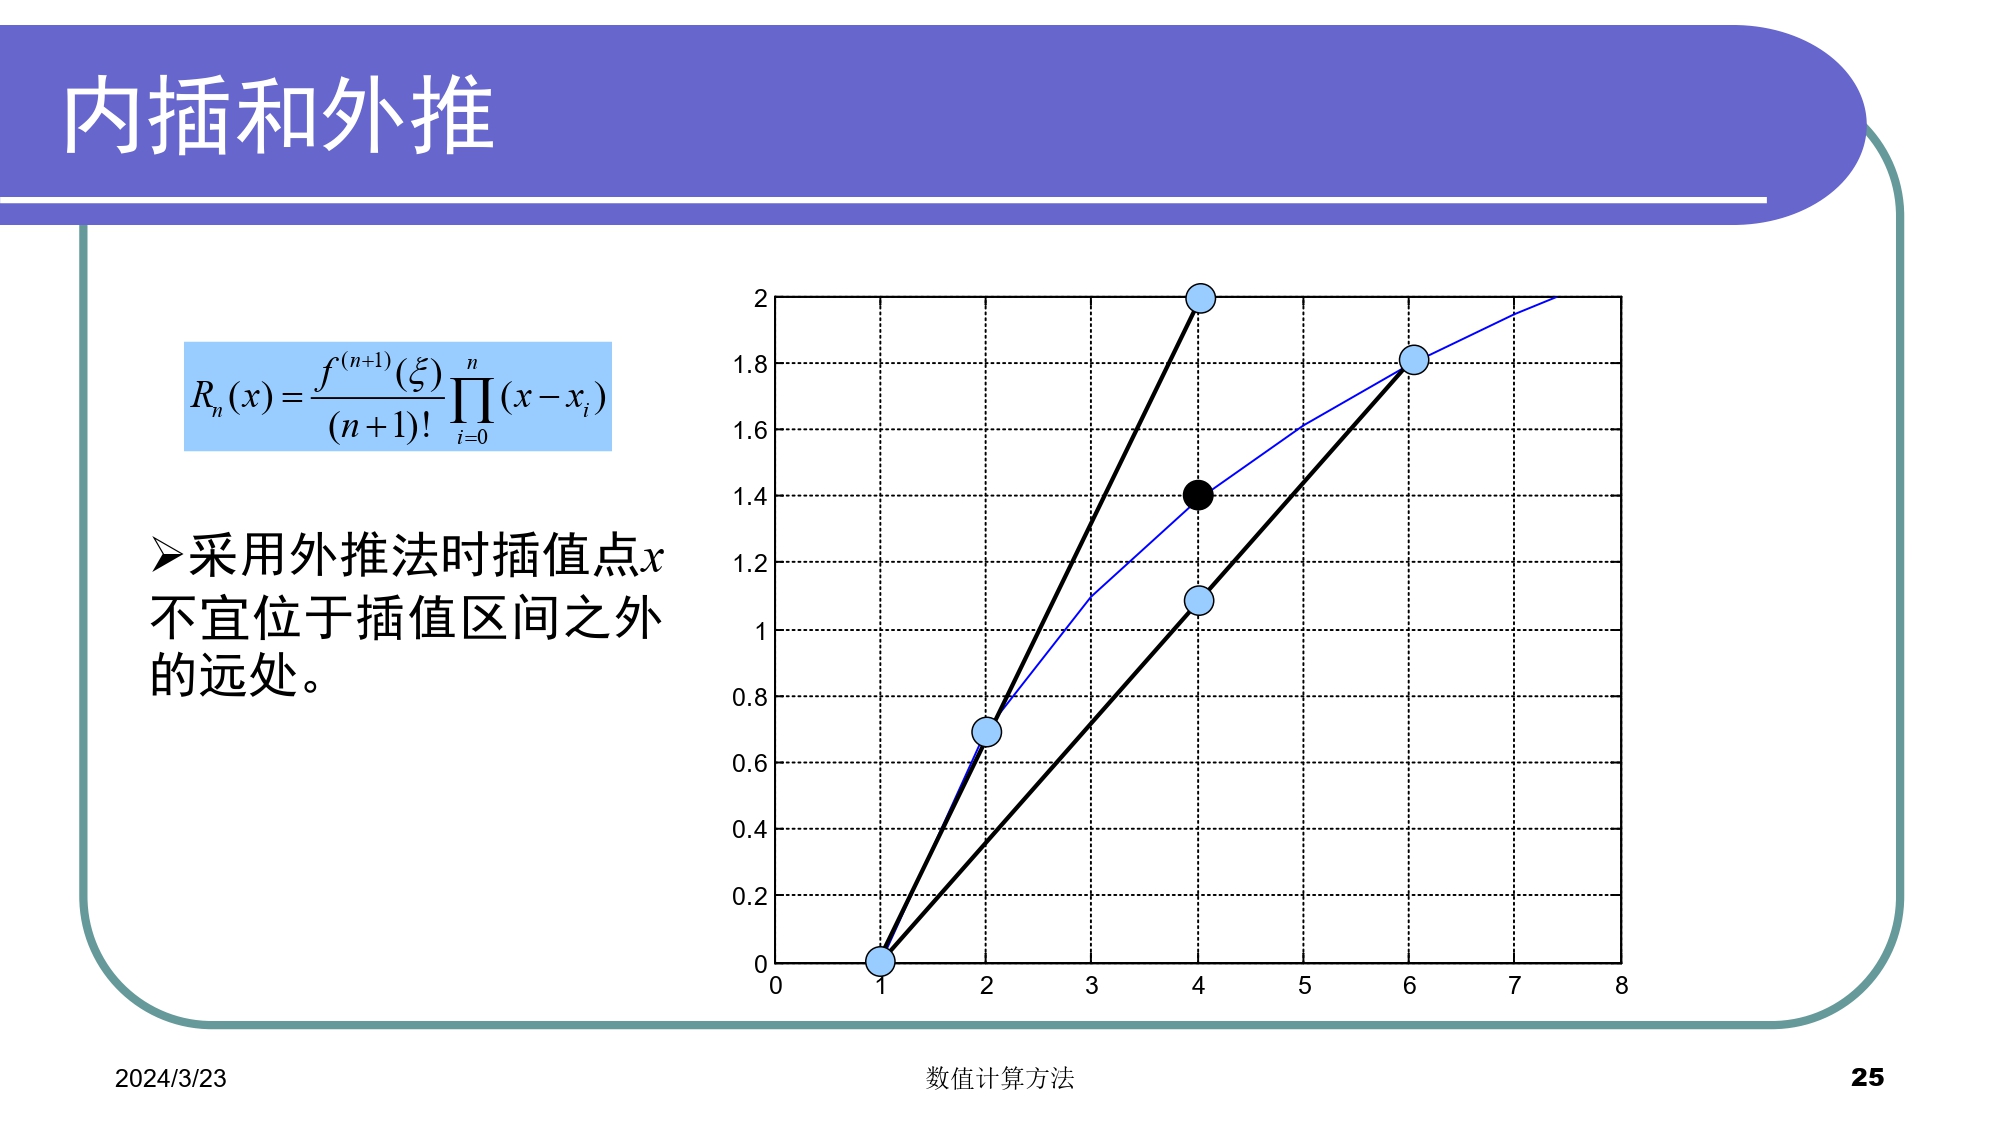 内插和外推
R_n(x) = \frac{f^{(n+1)}(ξ)}{(n+1)!} \prod_{i=0}^{n} (x − x_i)
➢采用外推法时插值点x
不宜位于插值区间之外
的远处。
2
1.8
1.6
1.4
1.2
1
0.8
0.6
0.4
0.2
0
0 1 2 3 4 5 6 7 8
2024/3/23 数值计算方法 25